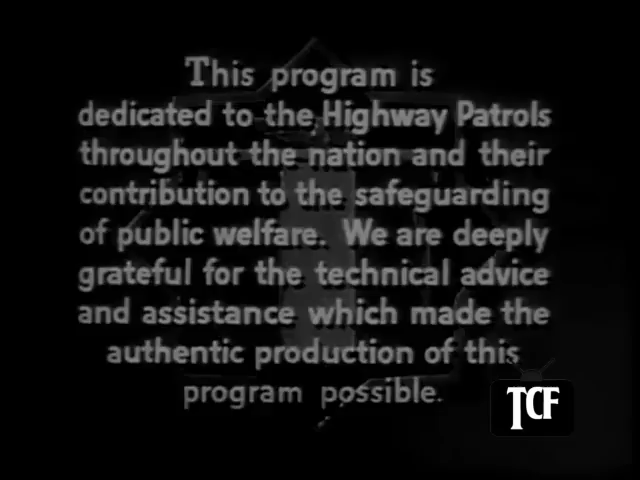 This program is
dedicated to the Highway Patrols
throughout the nation and their
contribution to the safeguarding
of public welfare. We are deeply
grateful for the technical advice
and assistance which made the
authentic production of this
program possible.
TCF